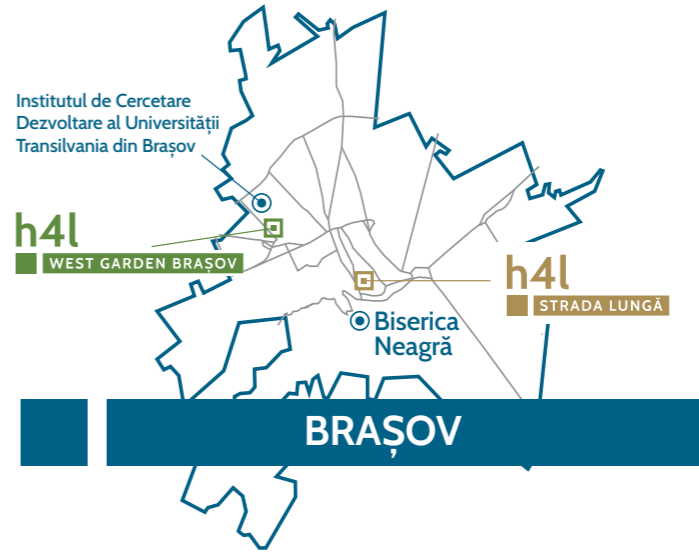 Institutul de Cercetare
Dezvoltare al Universității
Transilvania din Brașov
h4l
WEST GARDEN BRAȘOV
h4l
STRADA LUNGĂ
Biserica
Neagră
BRAȘOV